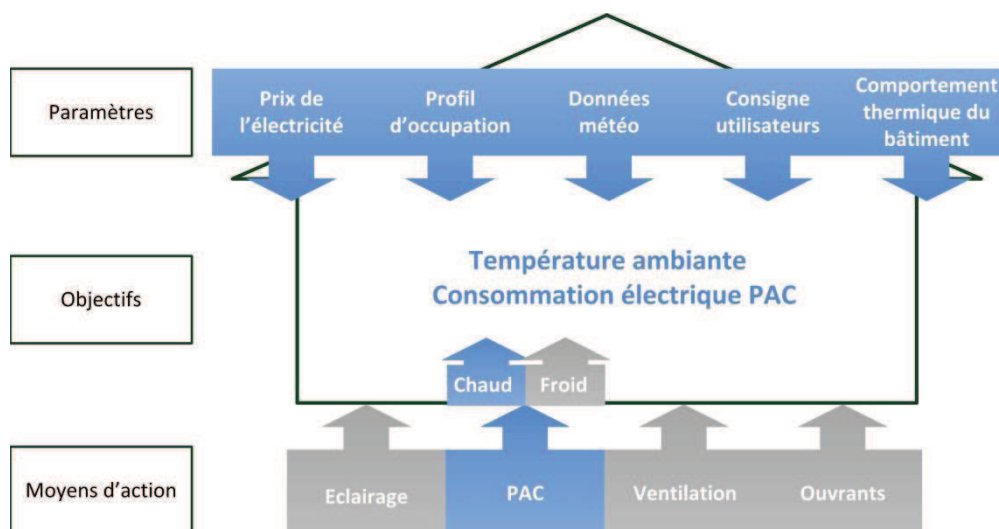 Paramètres
Prix de
l'électricité
Profil
d'occupation
Données
météo
Consigne
utilisateurs
Comportement
thermique du
bâtiment
Objectifs
Température ambiante
Consommation électrique PAC
Chaud
Froid
Moyens d'action
Eclairage
PAC
Ventilation
Ouvrants